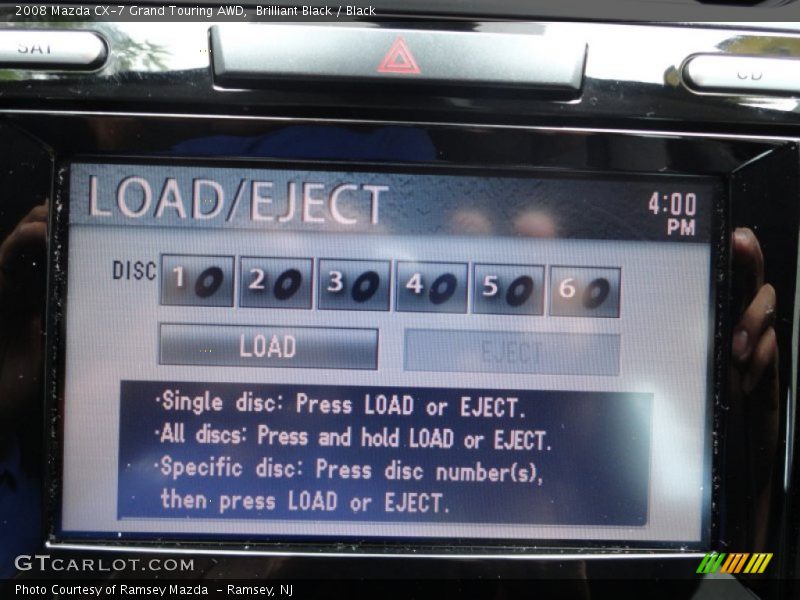 2008 Mazda CX-7 Grand Touring AWD, Brilliant Black / Black
SAT
CD
LOAD/EJECT
4:00
PM
DISC 1 2 3 4 5 6
LOAD EJECT
·Single disc: Press LOAD or EJECT.
·All discs: Press and hold LOAD or EJECT.
·Specific disc: Press disc number(s),
then press LOAD or EJECT.
GTCARLOT.COM
Photo Courtesy of Ramsey Mazda - Ramsey, NJ